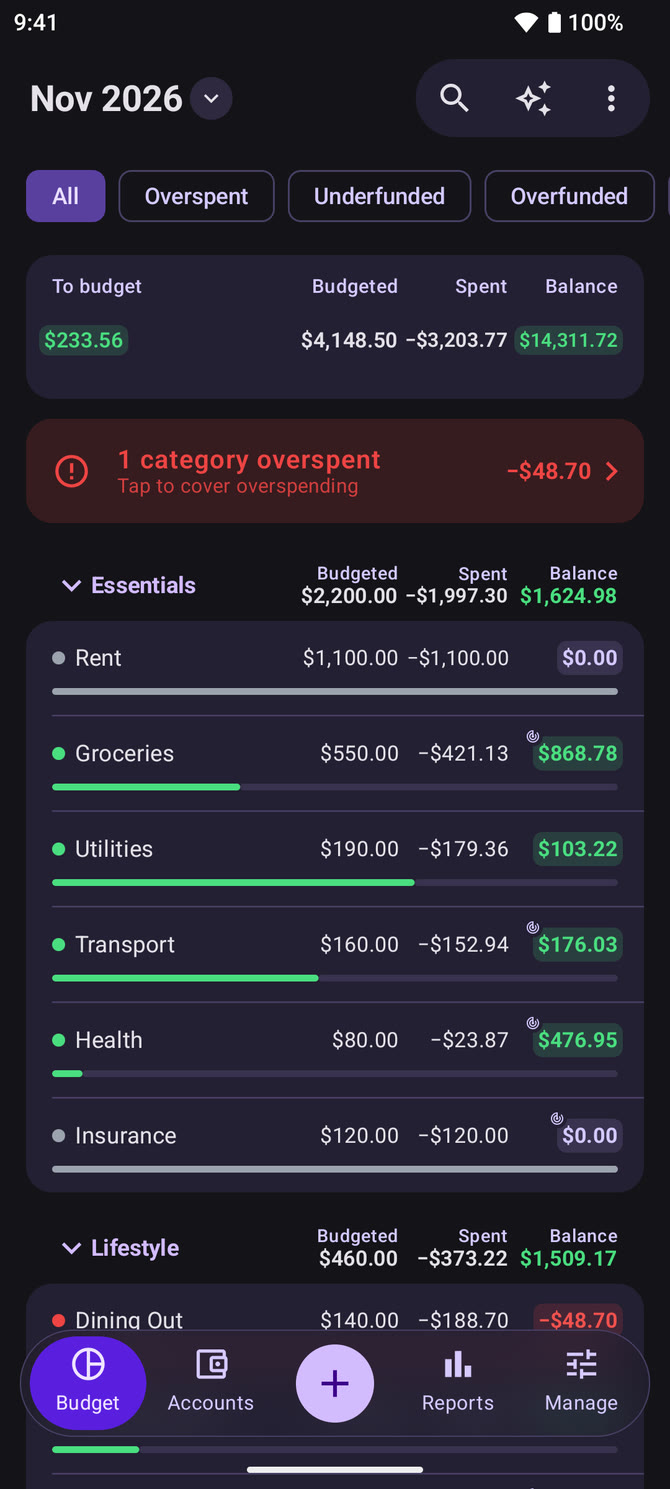 9:41 100%
Nov 2026
All Overspent Underfunded Overfunded
To budget Budgeted Spent Balance
$233.56 $4,148.50 −$3,203.77 $14,311.72
1 category overspent
Tap to cover overspending
−$48.70
Essentials Budgeted Spent Balance
$2,200.00 −$1,997.30 $1,624.98
Rent $1,100.00 −$1,100.00 $0.00
Groceries $550.00 −$421.13 $868.78
Utilities $190.00 −$179.36 $103.22
Transport $160.00 −$152.94 $176.03
Health $80.00 −$23.87 $476.95
Insurance $120.00 −$120.00 $0.00
Lifestyle Budgeted Spent Balance
$460.00 −$373.22 $1,509.17
Dining Out $140.00 −$188.70 −$48.70
Budget Accounts Reports Manage